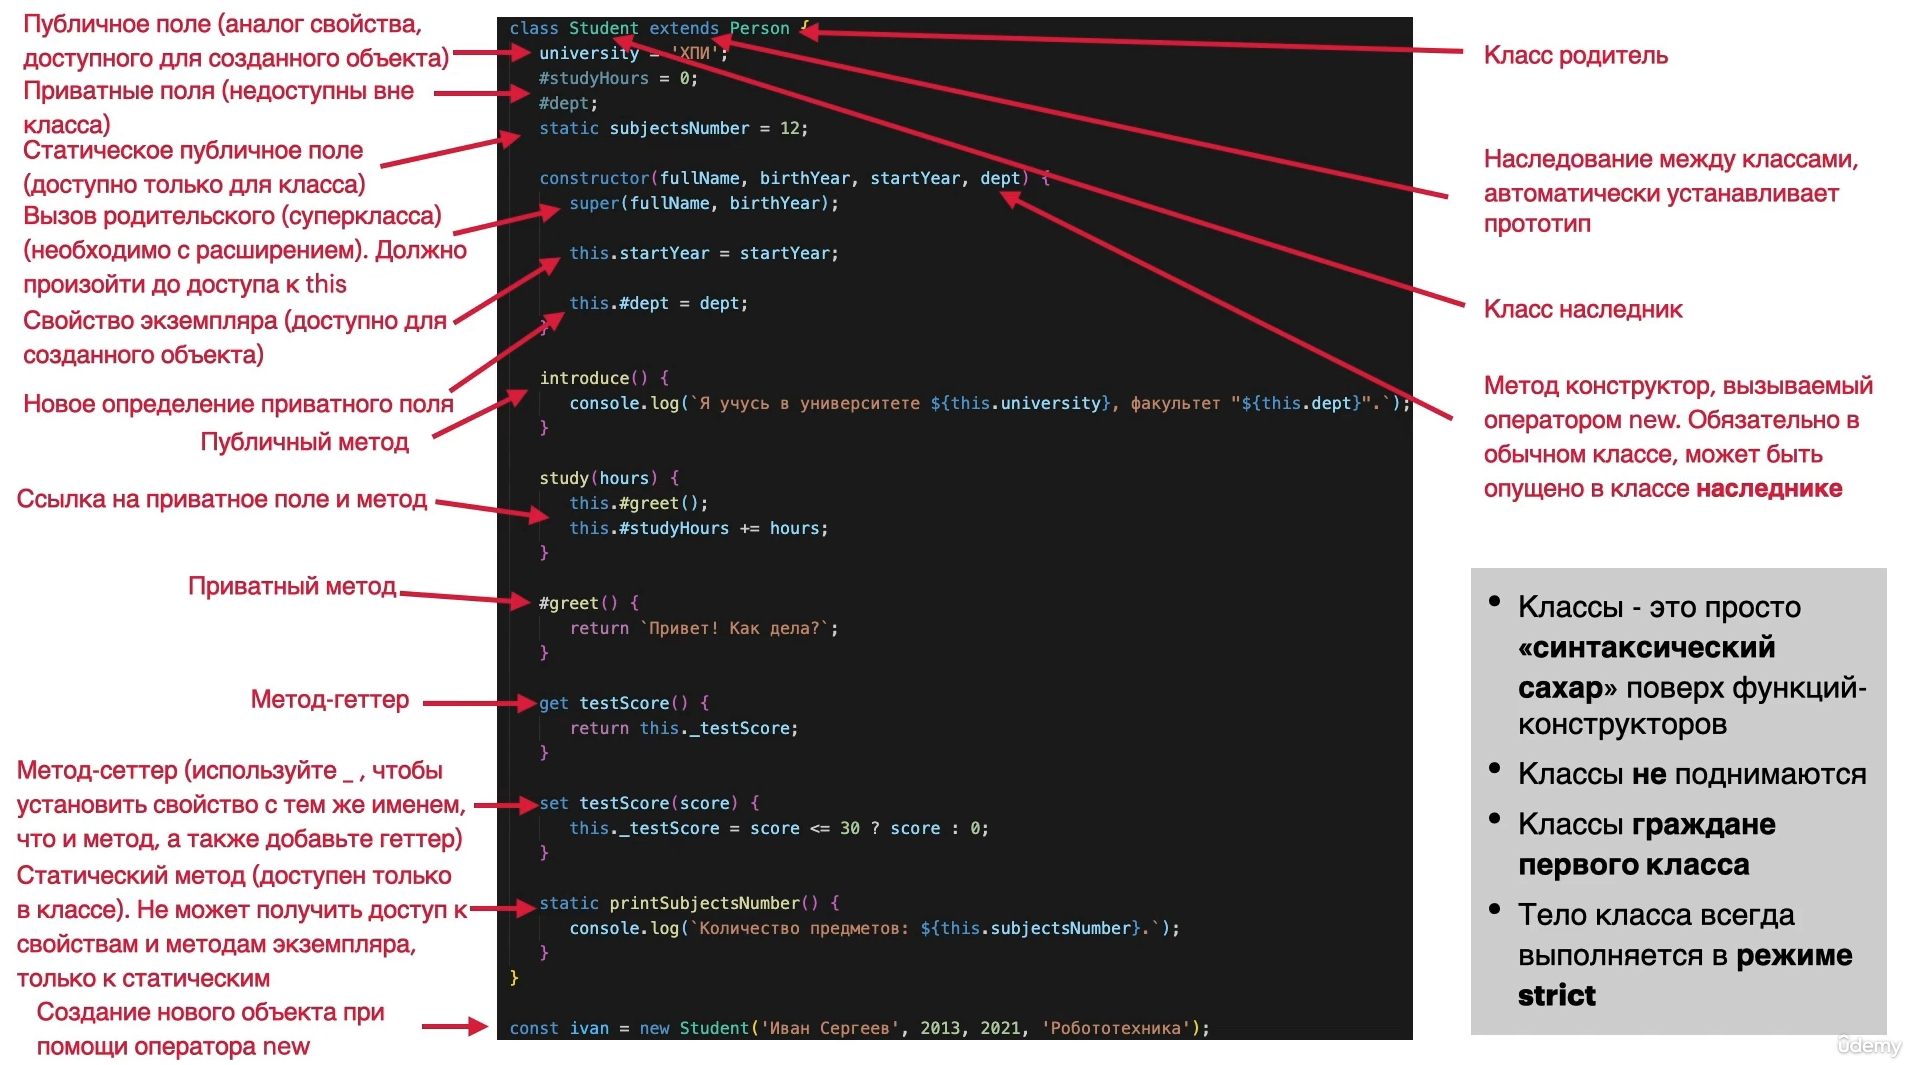 Публичное поле (аналог свойства,
доступного для созданного объекта)
Приватные поля (недоступны вне
класса)
Статическое публичное поле
(доступно только для класса)
Вызов родительского (суперкласса)
(необходимо с расширением). Должно
произойти до доступа к this
Свойство экземпляра (доступно для
созданного объекта)
Новое определение приватного поля
Публичный метод
Ссылка на приватное поле и метод
Приватный метод
Метод-геттер
Метод-сеттер (используйте _ , чтобы
установить свойство с тем же именем,
что и метод, а также добавьте геттер)
Статический метод (доступен только
в классе). Не может получить доступ к
свойствам и методам экземпляра,
только к статическим
Создание нового объекта при
помощи оператора new
class Student extends Person {
university = 'ХПИ';
#studyHours = 0;
#dept;
static subjectsNumber = 12;
constructor(fullName, birthYear, startYear, dept) {
super(fullName, birthYear);
this.startYear = startYear;
this.#dept = dept;
}
introduce() {
console.log(`Я учусь в университете ${this.university}, факультет "${this.dept}".`);
}
study(hours) {
this.#greet();
this.#studyHours += hours;
}
#greet() {
return `Привет! Как дела?`;
}
get testScore() {
return this._testScore;
}
set testScore(score) {
this._testScore = score <= 30 ? score : 0;
}
static printSubjectsNumber() {
console.log(`Количество предметов: ${this.subjectsNumber}.`);
}
}
const ivan = new Student('Иван Сергеев', 2013, 2021, 'Робототехника');
Класс родитель
Наследование между классами,
автоматически устанавливает
прототип
Класс наследник
Метод конструктор, вызываемый
оператором new. Обязательно в
обычном классе, может быть
опущено в классе наследнике
• Классы - это просто
«синтаксический
сахар» поверх функций-
конструкторов
• Классы не поднимаются
• Классы граждане
первого класса
• Тело класса всегда
выполняется в режиме
strict
ûdemy